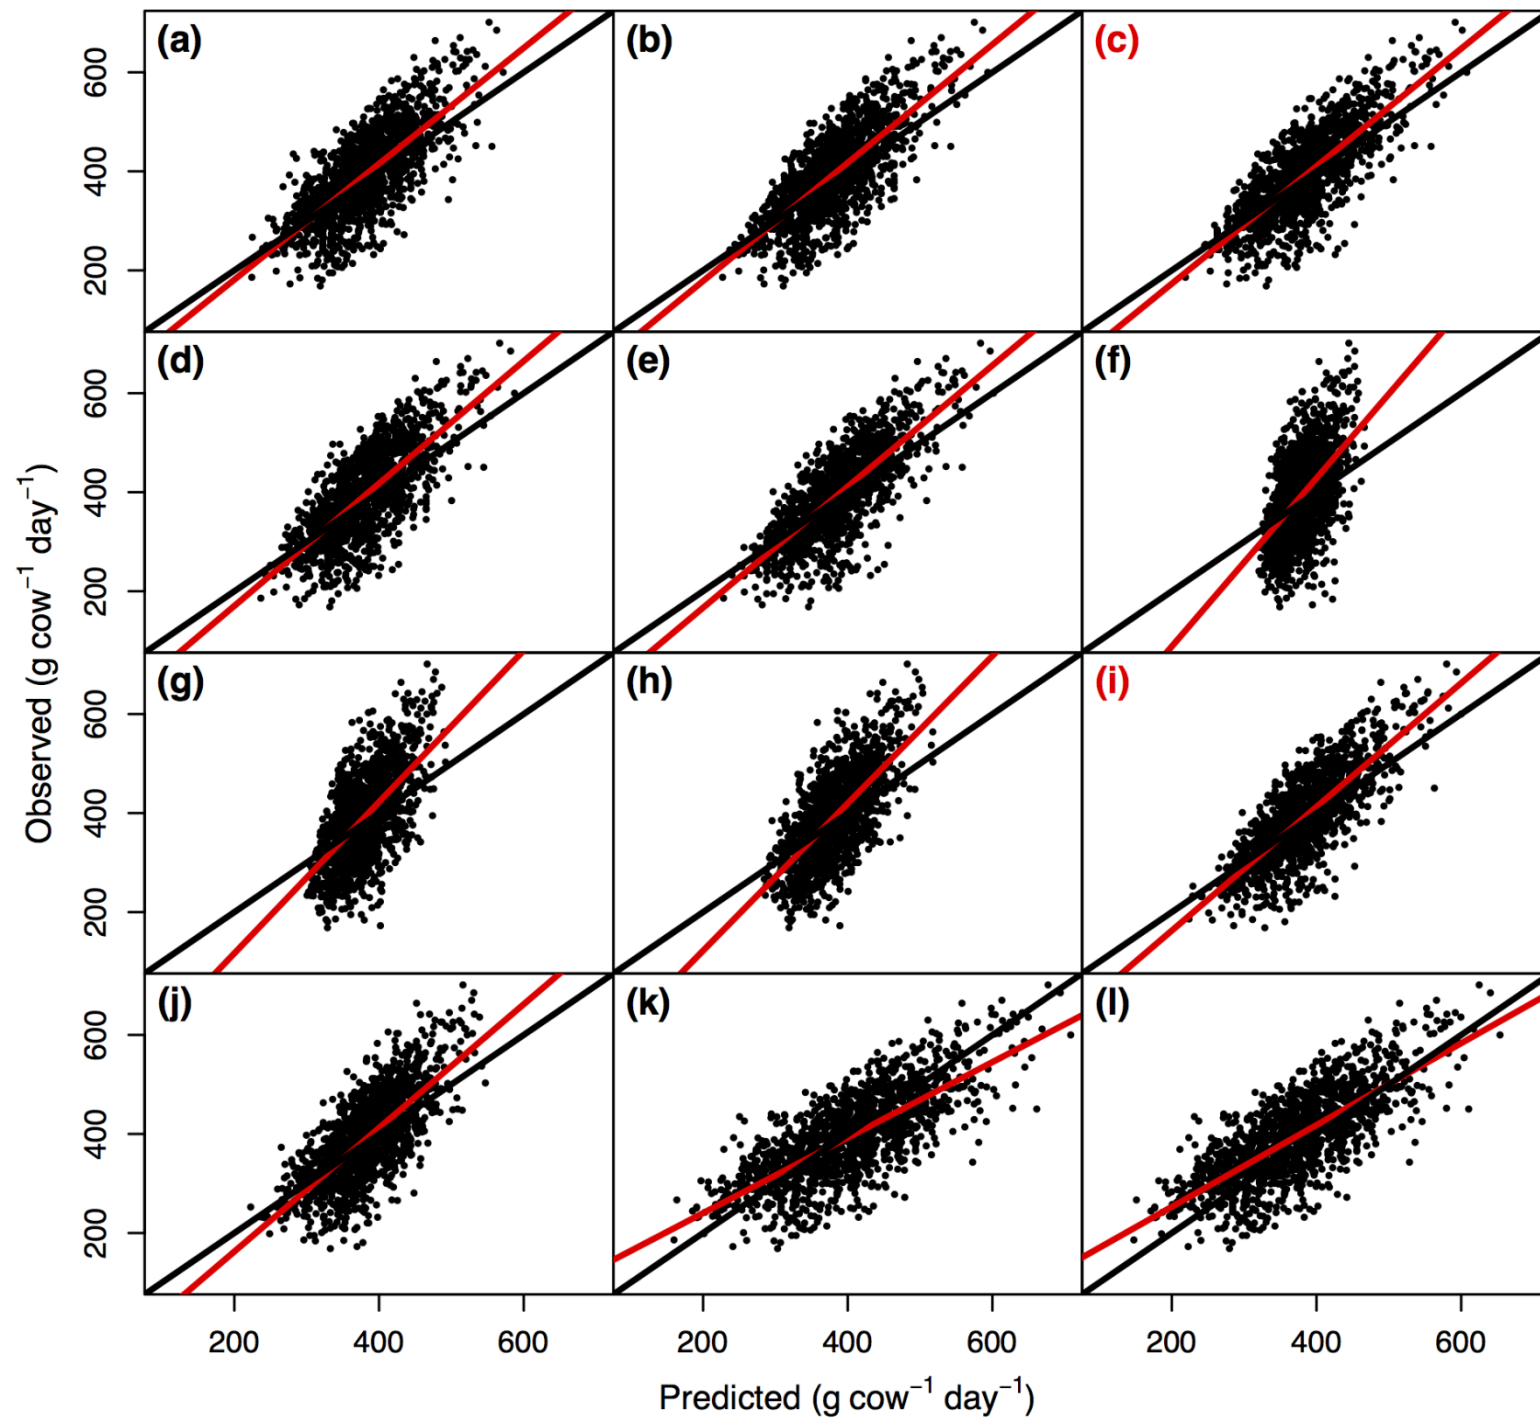 (a) (b) (c)
600
400
200
(d) (e) (f)
600
400
200
Observed (g cow⁻¹ day⁻¹)
(g) (h) (i)
600
400
200
(j) (k) (l)
600
400
200
200 400 600 200 400 600 200 400 600
Predicted (g cow⁻¹ day⁻¹)